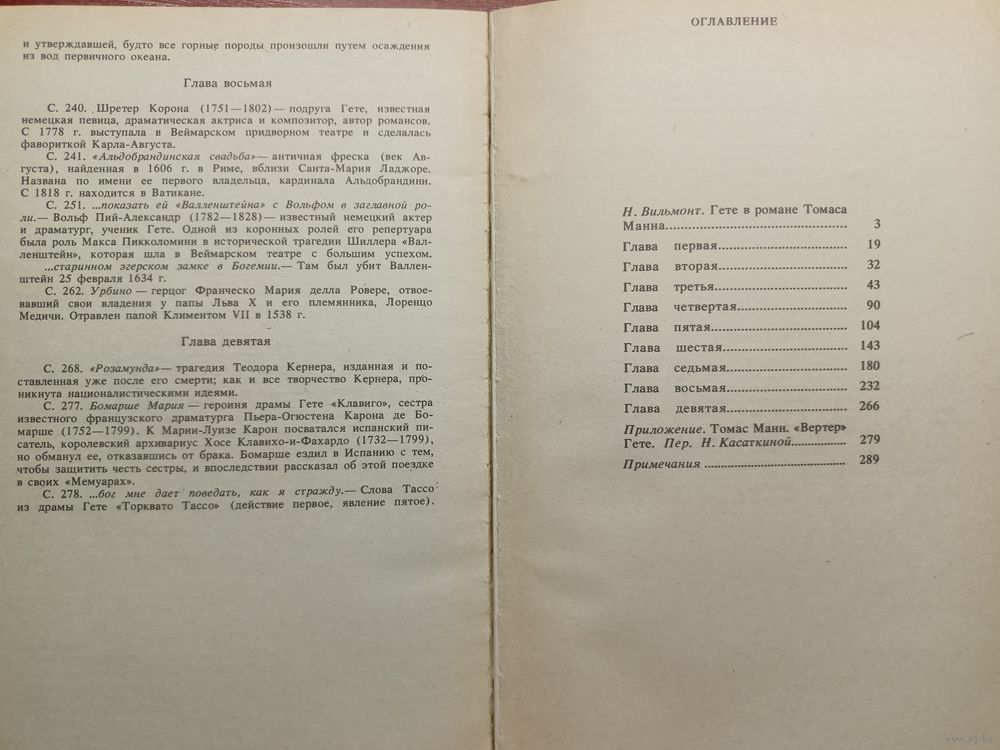 и утверждавшей, будто все горные породы произошли путем осаждения
из вод первичного океана.
Глава восьмая
С. 240. Шретер Корона (1751—1802) — подруга Гете, известная
немецкая певица, драматическая актриса и композитор, автор романсов.
С 1778 г. выступала в Веймарском придворном театре и сделалась
фавориткой Карла-Августа.
С. 241. «Альдобрандинская свадьба» — античная фреска (век Ав-
густа), найденная в 1606 г. в Риме, вблизи Санта-Мария Ладжоре.
Названа по имени ее первого владельца, кардинала Альдобрандини.
С 1818 г. находится в Ватикане.
С. 251. ...показать ей «Валленштейна» с Вольфом в заглавной ро-
ли.— Вольф Пий-Александр (1782—1828) — известный немецкий актер
и драматург, ученик Гете. Одной из коронных ролей его репертуара
была роль Макса Пикколомини в исторической трагедии Шиллера «Вал-
ленштейн», которая шла в Веймарском театре с большим успехом.
...старинном эгерском замке в Богемии.— Там был убит Валлен-
штейн 25 февраля 1634 г.
С. 262. Урбино — герцог Франческо Мария делла Ровере, отвое-
вавший свои владения у папы Льва X и его племянника, Лоренцо
Медичи. Отравлен папой Климентом VII в 1538 г.
Глава девятая
С. 268. «Розамунда» — трагедия Теодора Кернера, изданная и по-
ставленная уже после его смерти; как и все творчество Кернера, про-
никнута националистическими идеями.
С. 277. Бомарше Мария — героиня драмы Гете «Клавиго», сестра
известного французского драматурга Пьера-Огюстена Карона де Бо-
марше (1752—1799). К Марии-Луизе Карон посватался испанский пи-
сатель, королевский архивариус Хосе Клавихо-и-Фахардо (1732—1799),
но обманул ее, отказавшись от брака. Бомарше ездил в Испанию с тем,
чтобы защитить честь сестры, и впоследствии рассказал об этой поездке
в своих «Мемуарах».
С. 278. ...бог мне дает поведать, как я стражду.— Слова Тассо
из драмы Гете «Торквато Тассо» (действие первое, явление пятое).
ОГЛАВЛЕНИЕ
Н. Вильмонт. Гете в романе Томаса
Манна 3
Глава первая 19
Глава вторая 32
Глава третья 43
Глава четвертая 90
Глава пятая 104
Глава шестая 143
Глава седьмая 180
Глава восьмая 232
Глава девятая 266
Приложение. Томас Манн. «Вертер»
Гете. Пер. Н. Касаткиной 279
Примечания 289
www.ay.by